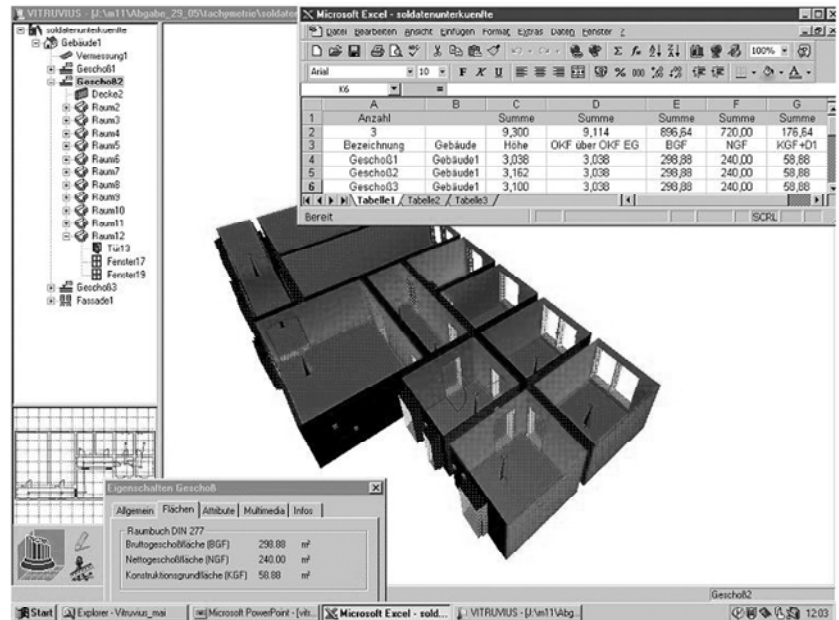 VITRUVIUS - [J:\m11\Abgabe_29_05\tachymetrie\soldaten
soldatenunterkuenfte
Gebäude1
Vermessung1
Geschoß1
Geschoß2
Decke2
Raum2
Raum3
Raum4
Raum5
Raum6
Raum7
Raum8
Raum9
Raum10
Raum11
Raum12
Tür13
Fenster17
Fenster19
Geschoß3
Fassade1
Microsoft Excel - soldatenunterkuenfte
Datei Bearbeiten Ansicht Einfügen Format Extras Daten Fenster ?
100%
Arial 10 F K U % 000
K6 =
A B C D E F G
1 Anzahl Summe Summe Summe Summe Summe
2 3 9,300 9,114 896,64 720,00 176,64
3 Bezeichnung Gebäude Höhe OKF über OKF EG BGF NGF KGF+D1
4 Geschoß1 Gebäude1 3,038 3,038 298,88 240,00 58,88
5 Geschoß2 Gebäude1 3,162 3,038 298,88 240,00 58,88
6 Geschoß3 Gebäude1 3,100 3,038 298,88 240,00 58,88
Tabelle1 Tabelle2 Tabelle3
Bereit SCRL
Eigenschaften Geschoß
Allgemein Flächen Attribute Multimedia Infos
Raumbuch DIN 277
Bruttogeschoßfläche (BGF) 298.88 m²
Nettogeschoßfläche (NGF) 240.00 m²
Konstruktionsgrundfläche (KGF) 58.88 m²
Geschoß2
Start Explorer - Vitruvius_mai Microsoft PowerPoint - [vitr... Microsoft Excel - sold... VITRUVIUS - [J:\m11\Abg... 12:03